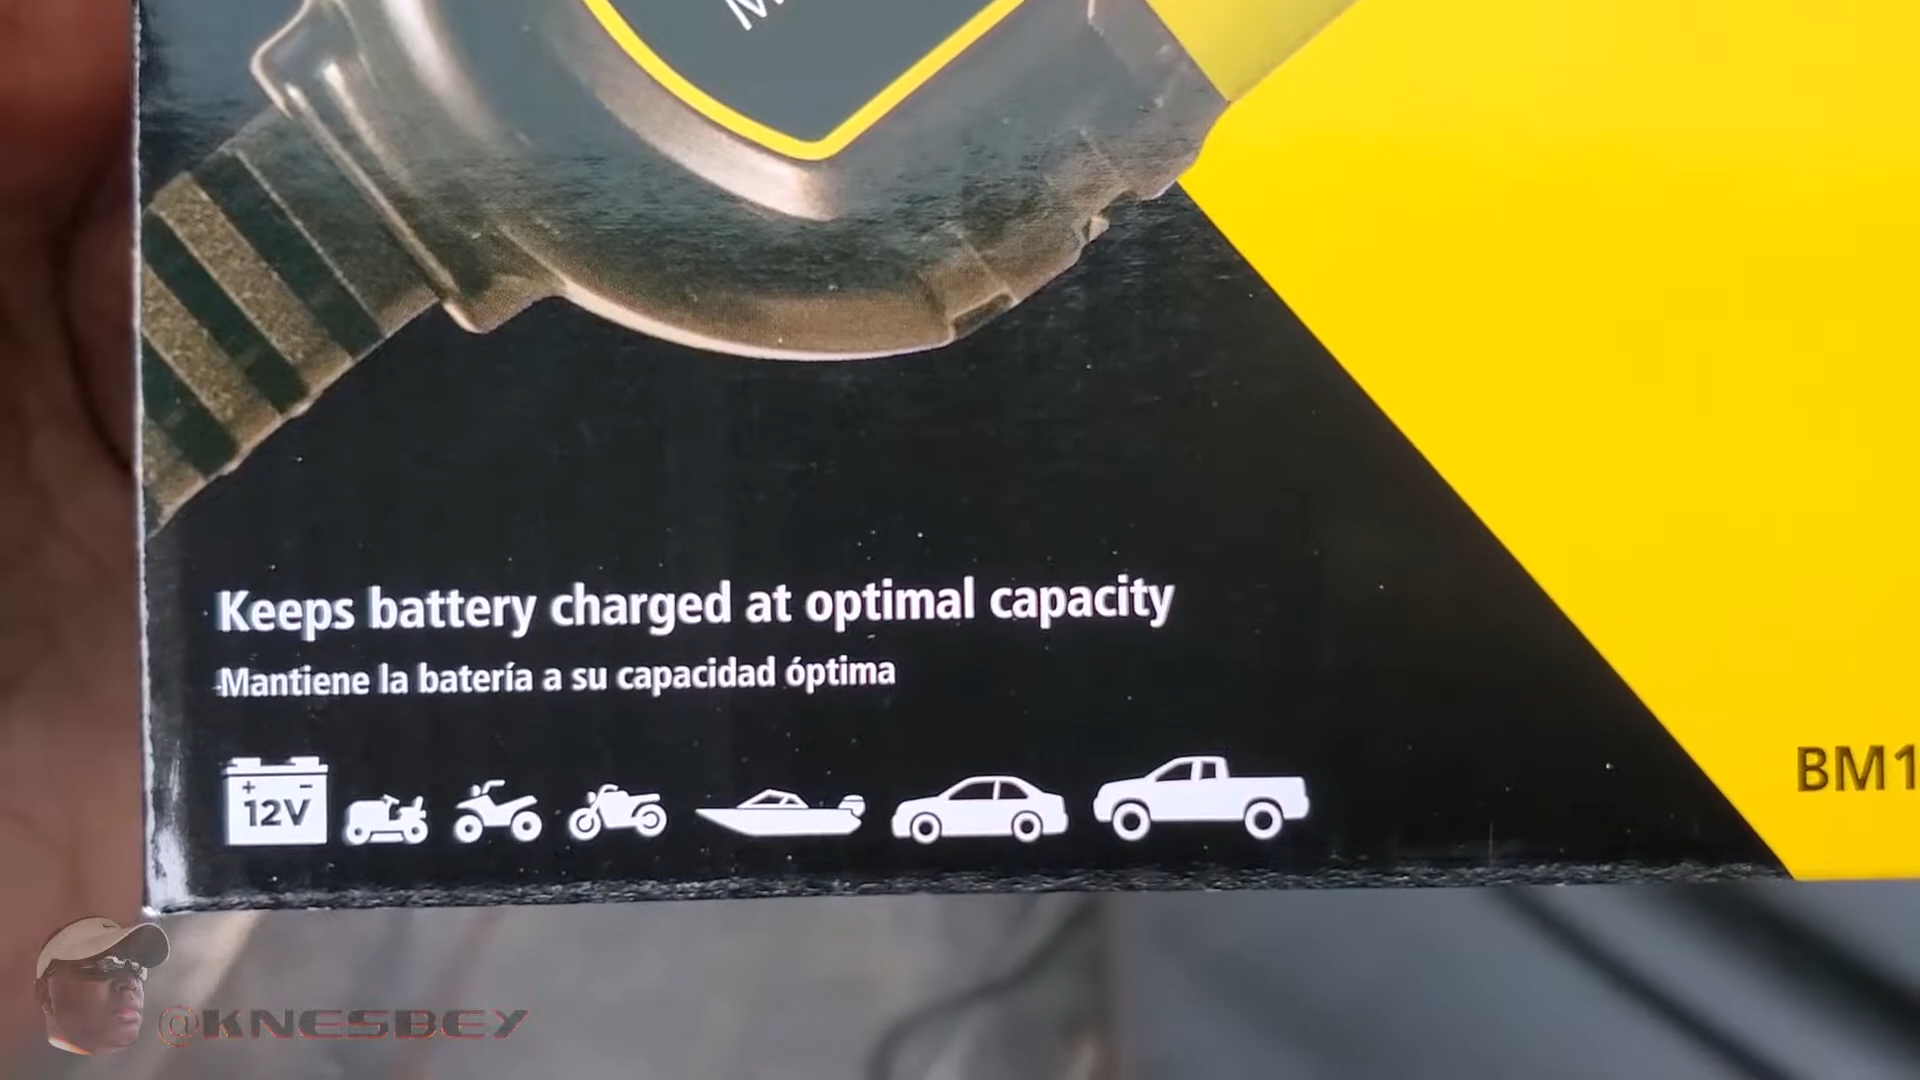 Keeps battery charged at optimal capacity
Mantiene la batería a su capacidad óptima
+ -
12V
BM1
@KNESBEY